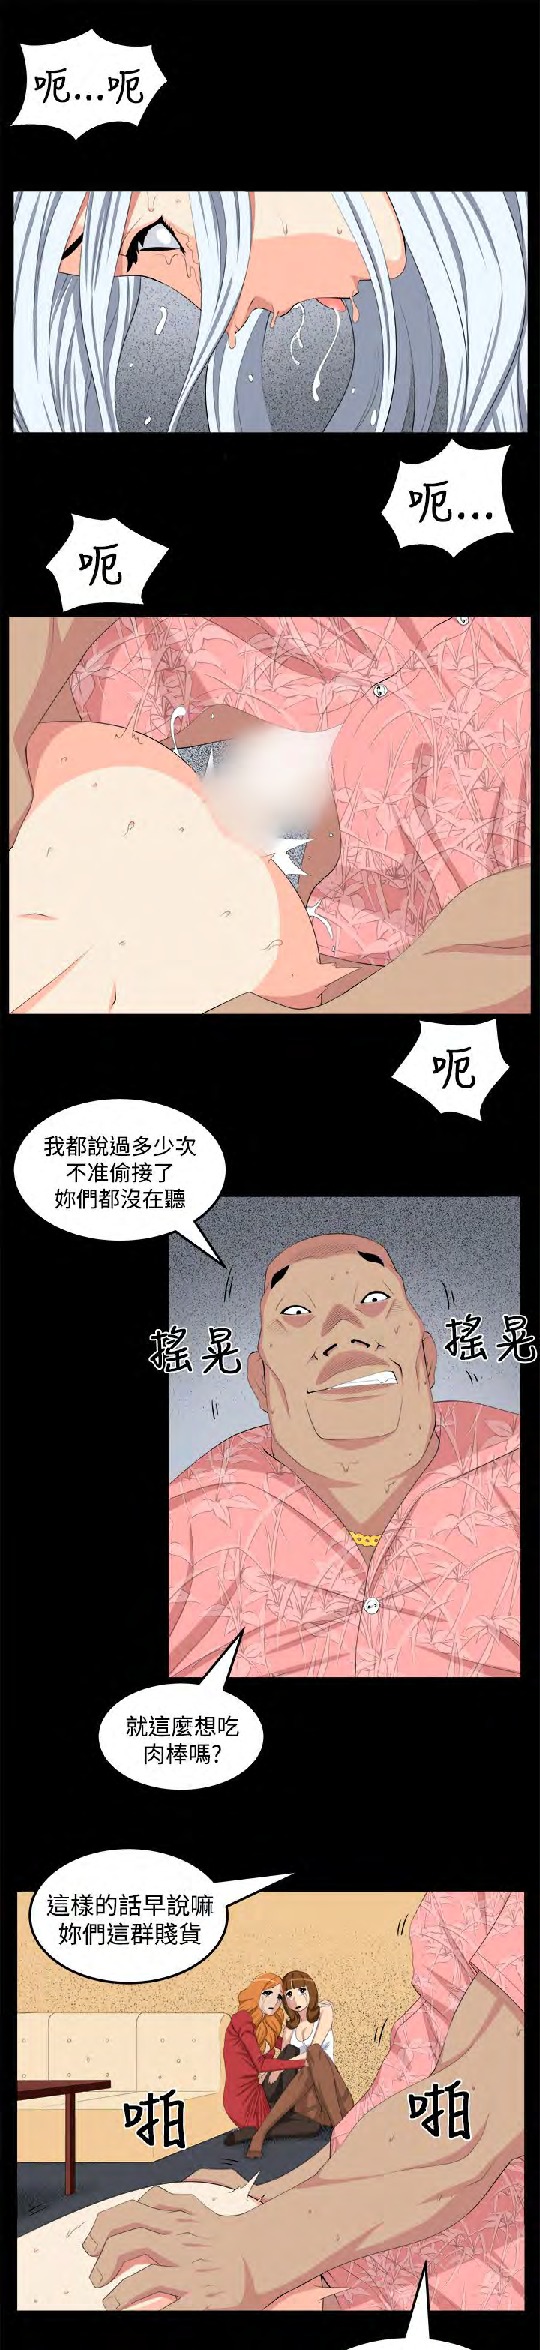 呃…呃
呃…
呃
呃
我都說過多少次
不准偷接了
妳們都沒在聽
搖晃
搖晃
就這麼想吃
肉棒嗎?
這樣的話早說嘛
妳們這群賤貨
啪
啪